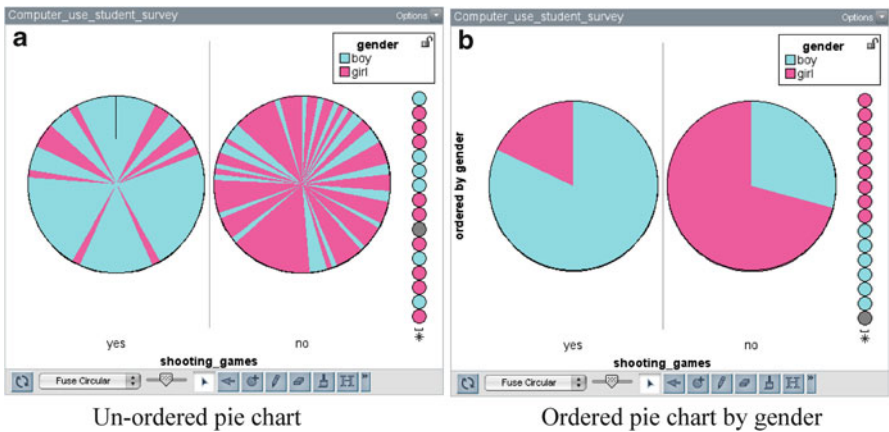 Computer_use_student_survey
Options
a
gender
boy
girl
yes
no
shooting_games
Fuse Circular
Un-ordered pie chart
Computer_use_student_survey
Options
b
gender
boy
girl
ordered by gender
yes
no
shooting_games
Fuse Circular
Ordered pie chart by gender